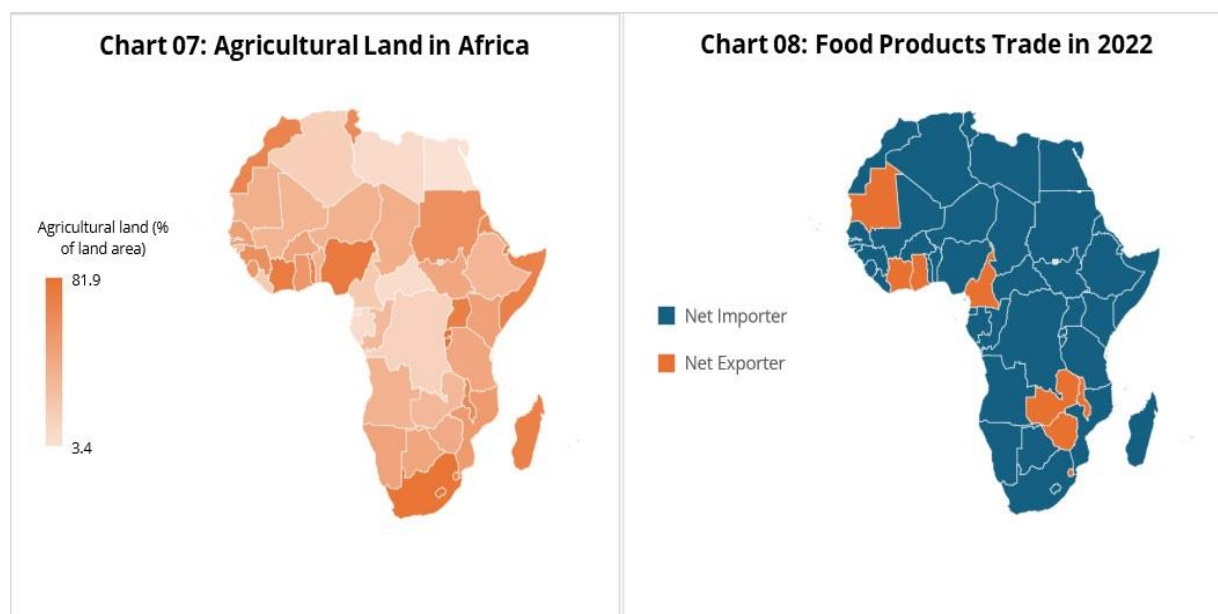 Chart 07: Agricultural Land in Africa
Agricultural land (%
of land area)
81.9
3.4
Chart 08: Food Products Trade in 2022
Net Importer
Net Exporter